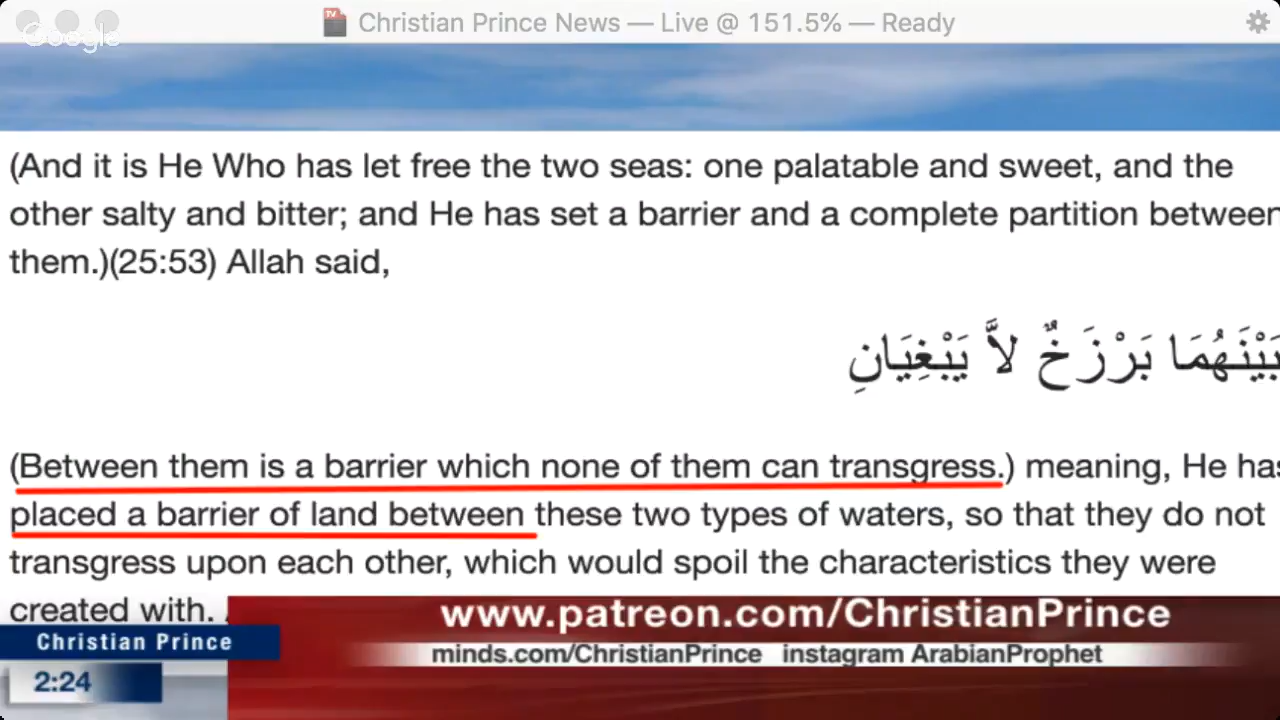 Christian Prince News — Live @ 151.5% — Ready
Google
(And it is He Who has let free the two seas: one palatable and sweet, and the
other salty and bitter; and He has set a barrier and a complete partition between
them.)(25:53) Allah said,
بَيْنَهُمَا بَرْزَخٌ لاَّ يَبْغِيَانِ
(Between them is a barrier which none of them can transgress.) meaning, He has
placed a barrier of land between these two types of waters, so that they do not
transgress upon each other, which would spoil the characteristics they were
created with.
www.patreon.com/ChristianPrince
Christian Prince
minds.com/ChristianPrince instagram ArabianProphet
2:24